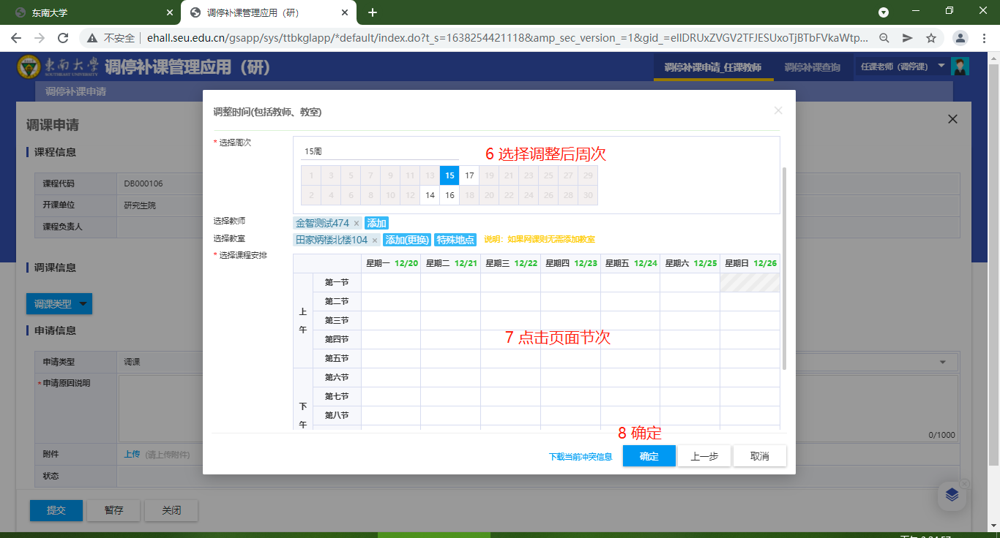 东南大学
调停补课管理应用（研）
不安全
ehall.seu.edu.cn/gsapp/sys/ttbkglapp/*default/index.do?t_s=1638254421118&amp_sec_version_=1&gid_=ellDRUxZVGV2TFJESUxoTjBTbFVkaWtp...
東南大學 调停补课管理应用（研）
SOUTHEAST UNIVERSITY
调停补课申请_任课教师 调停补课查询 任课老师（调停课）
调停补课申请
调课申请
课程信息
课程代码 DB000106
开课单位 研究生院
课程负责人
调课信息
调课类型
申请信息
申请类型 调课
*申请原因说明
0/1000
附件 上传 (请上传附件)
状态
提交 暂存 关闭
调整时间(包括教师、教室)
* 选择周次
15周
6 选择调整后周次
1 3 5 7 9 11 13 15 17 19 21 23 25 27 29
2 4 6 8 10 12 14 16 18 20 22 24 26 28 30
选择教师 金智测试474 × 添加
选择教室 田家炳楼北楼104 × 添加(更换) 特殊地点 说明：如果网课则无需添加教室
* 选择课程安排
星期一 12/20 星期二 12/21 星期三 12/22 星期四 12/23 星期五 12/24 星期六 12/25 星期日 12/26
上午
第一节
第二节
第三节
第四节
7 点击页面节次
第五节
下午
第六节
第七节
第八节
8 确定
下载当前冲突信息 确定 上一步 取消